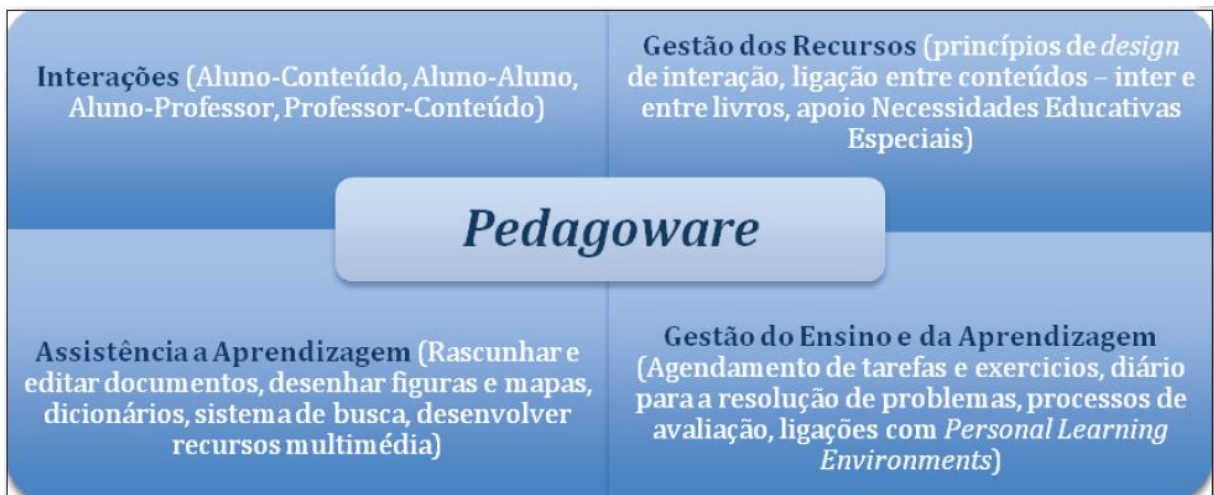 Interações (Aluno-Conteúdo, Aluno-Aluno,
Aluno-Professor, Professor-Conteúdo)
Gestão dos Recursos (princípios de design
de interação, ligação entre conteúdos – inter e
entre livros, apoio Necessidades Educativas
Especiais)
Pedagoware
Assistência a Aprendizagem (Rascunhar e
editar documentos, desenhar figuras e mapas,
dicionários, sistema de busca, desenvolver
recursos multimédia)
Gestão do Ensino e da Aprendizagem
(Agendamento de tarefas e exercicios, diário
para a resolução de problemas, processos de
avaliação, ligações com Personal Learning
Environments)